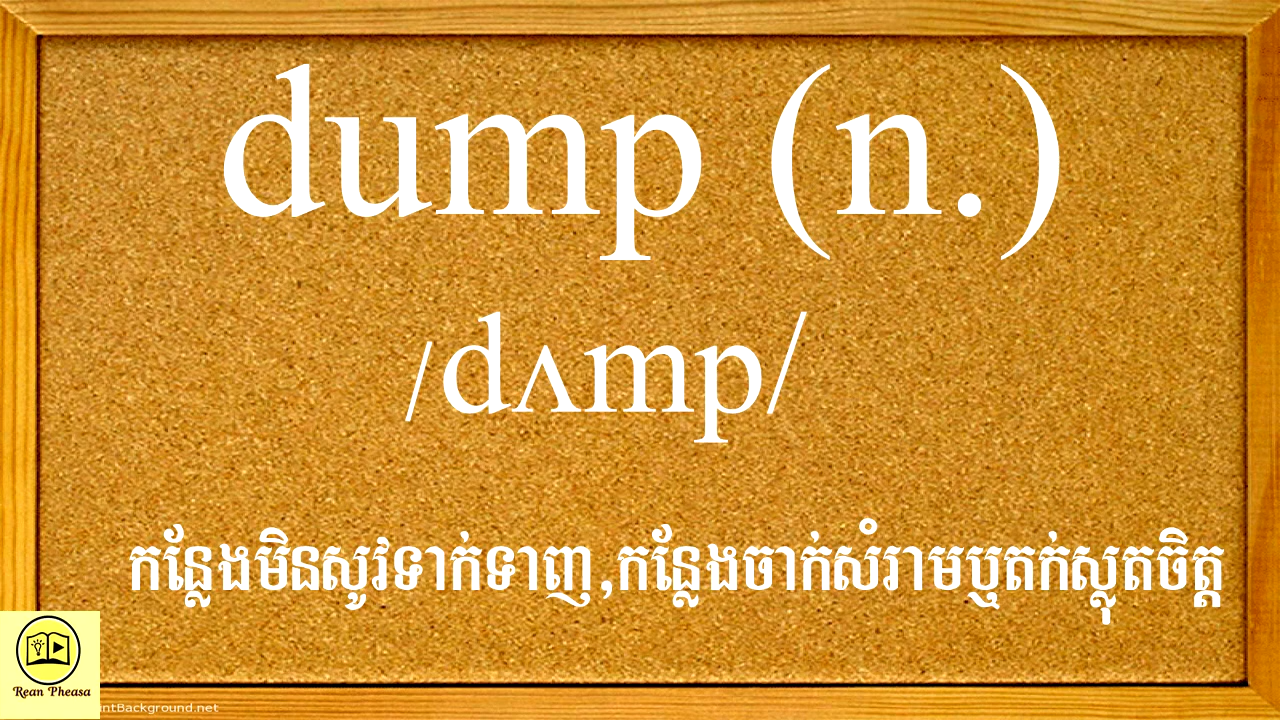 dump (n.)
/dʌmp/
កន្លែងមិនសូវទាក់ទាញ,កន្លែងចាក់សំរាមឬតក់ស្លុតចិត្ត
Rean Pheasa
ntBackground.net